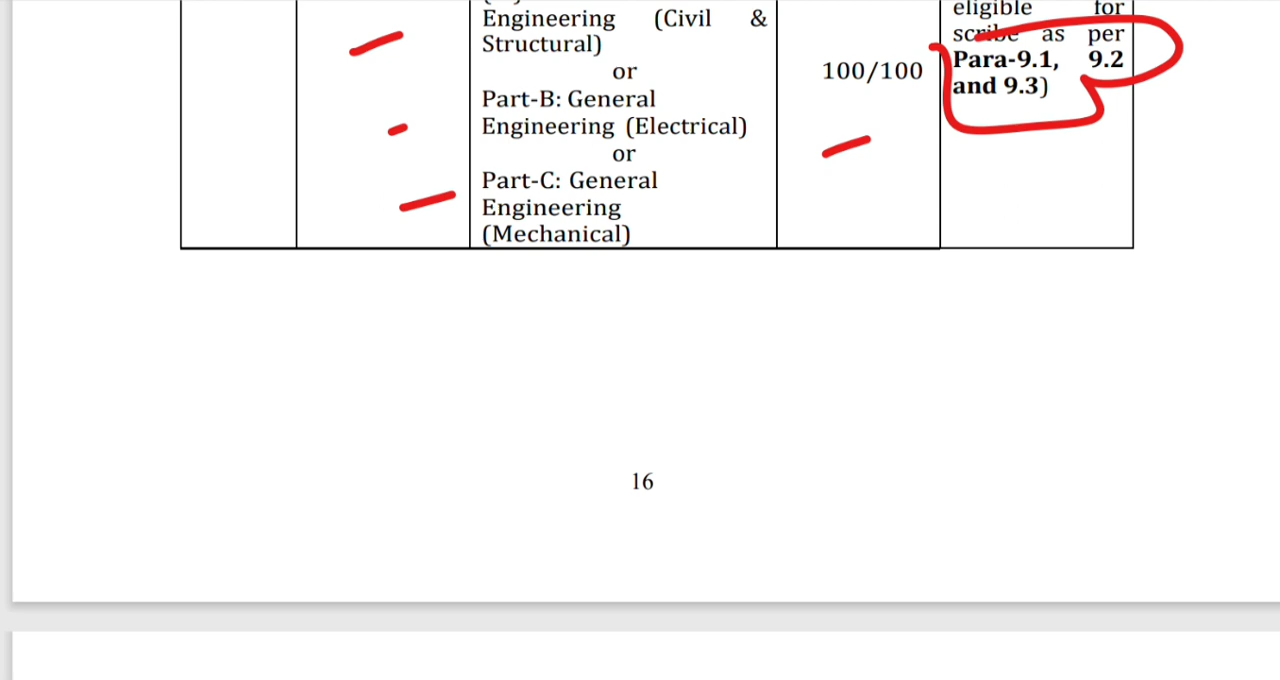 Engineering (Civil &
Structural)
or
Part-B: General
Engineering (Electrical)
or
Part-C: General
Engineering
(Mechanical)
100/100
eligible for
scribe as per
Para-9.1, 9.2
and 9.3)
16